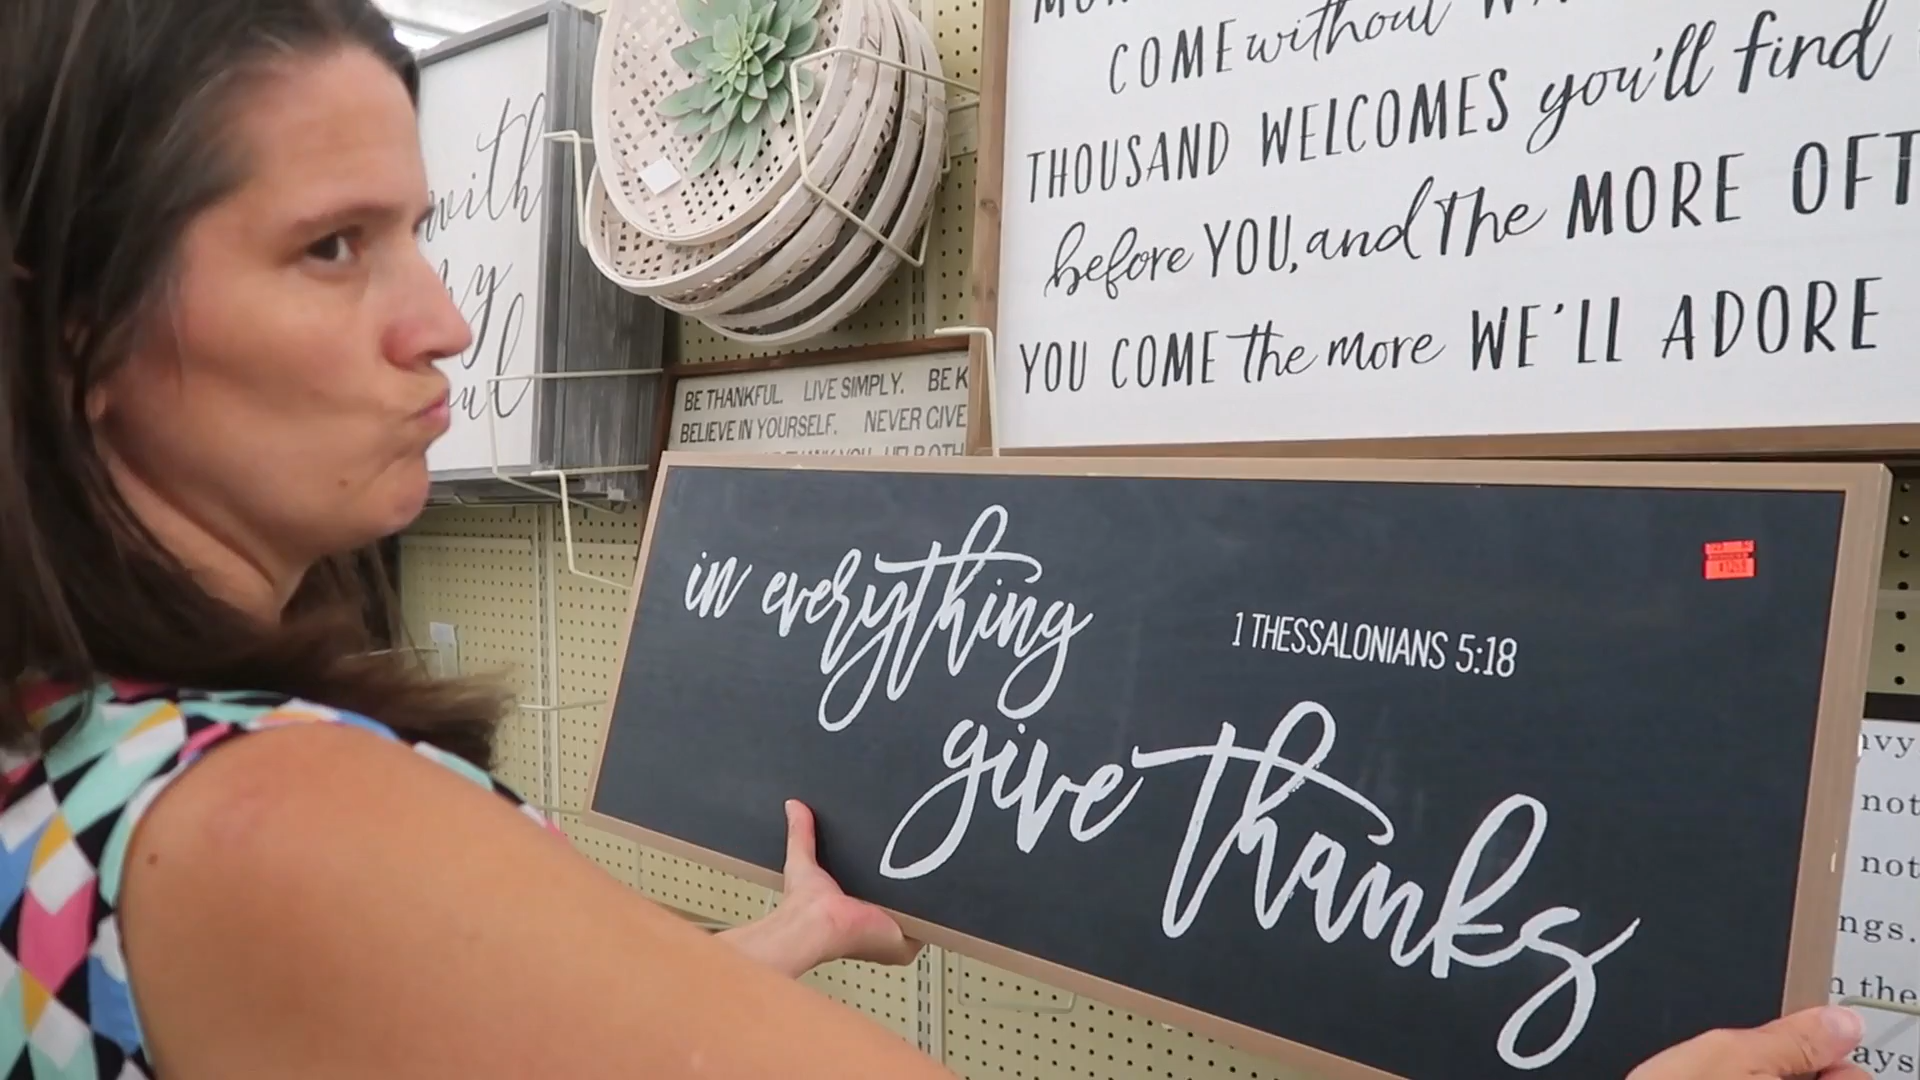 with
COME without
THOUSAND WELCOMES you'll find
before YOU, and the MORE OFT
YOU COME the more WE'LL ADORE
BE THANKFUL. LIVE SIMPLY. BE K
BELIEVE IN YOURSELF. NEVER GIVE
in everything
1 THESSALONIANS 5:18
give thanks
not
not
ngs.
the
ays